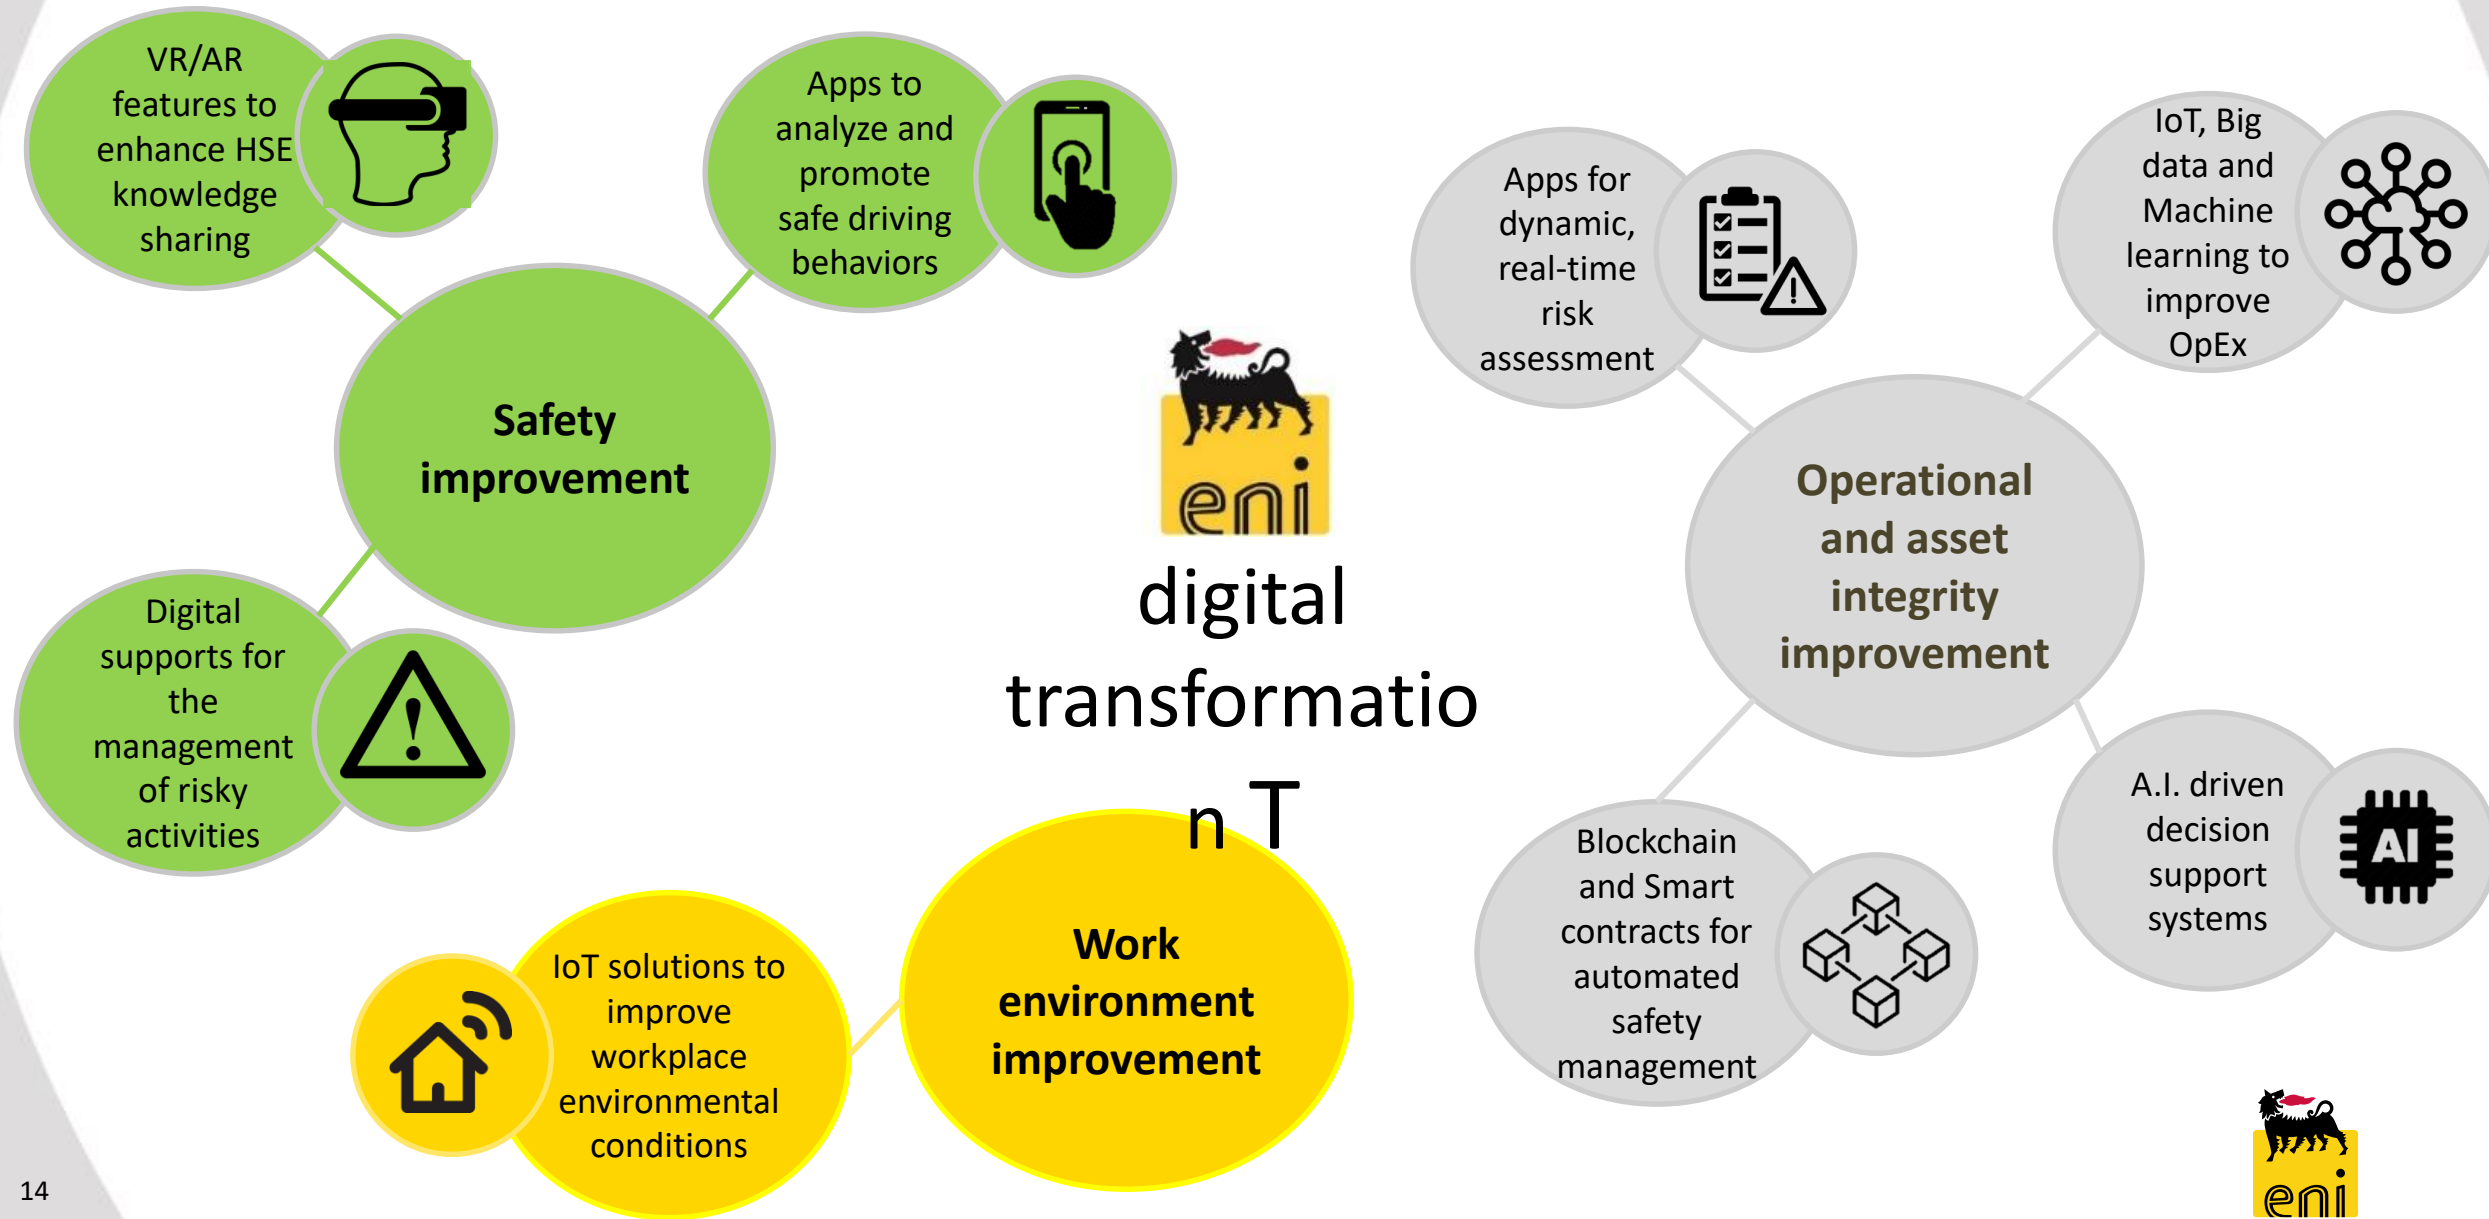 VR/AR
features to
enhance HSE
knowledge
sharing
Apps to
analyze and
promote
safe driving
behaviors
Safety
improvement
Digital
supports for
the
management
of risky
activities
eni
digital
transformatio
n T
IoT solutions to
improve
workplace
environmental
conditions
Work
environment
improvement
Apps for
dynamic,
real-time
risk
assessment
IoT, Big
data and
Machine
learning to
improve
OpEx
Operational
and asset
integrity
improvement
Blockchain
and Smart
contracts for
automated
safety
management
A.I. driven
decision
support
systems
AI
eni
14